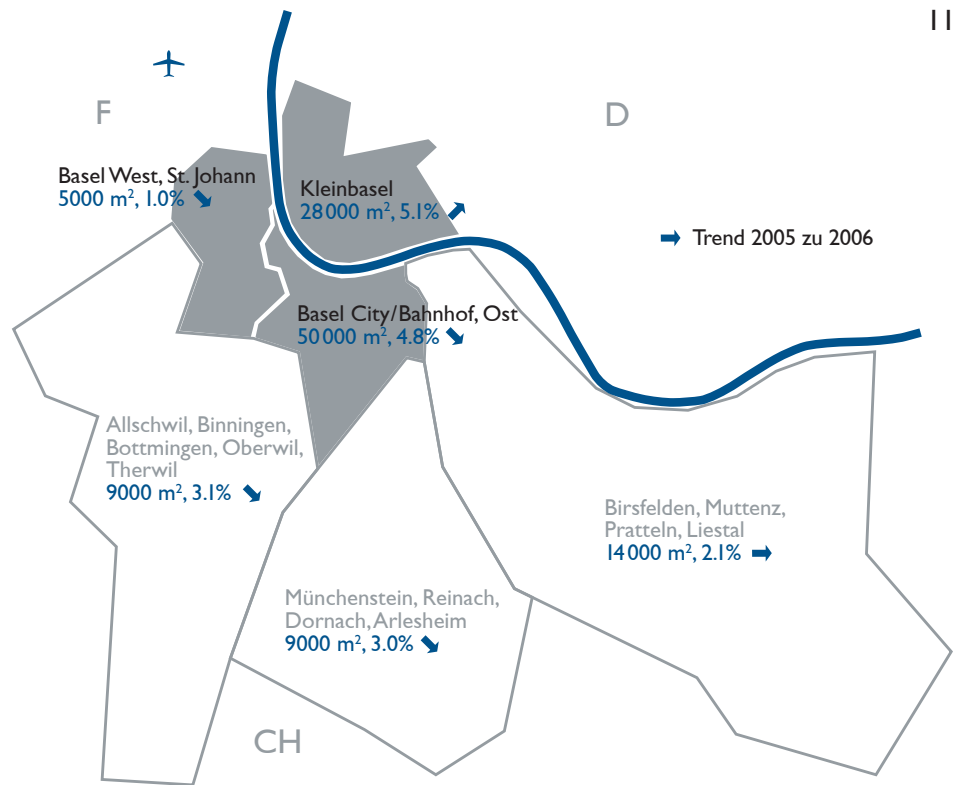 11
F
D
Basel West, St. Johann
5000 m², 1.0%
Kleinbasel
28000 m², 5.1%
Trend 2005 zu 2006
Basel City/Bahnhof, Ost
50000 m², 4.8%
Allschwil, Binningen,
Bottmingen, Oberwil,
Therwil
9000 m², 3.1%
Birsfelden, Muttenz,
Pratteln, Liestal
14000 m², 2.1%
Münchenstein, Reinach,
Dornach, Arlesheim
9000 m², 3.0%
CH